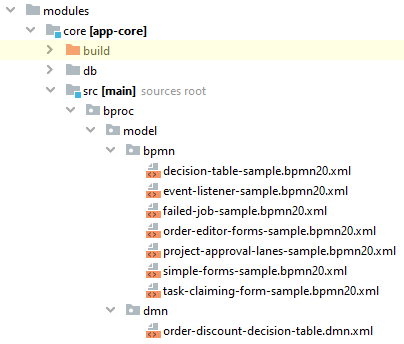 modules
core [app-core]
build
db
src [main] sources root
bproc
model
bpmn
decision-table-sample.bpmn20.xml
event-listener-sample.bpmn20.xml
failed-job-sample.bpmn20.xml
order-editor-forms-sample.bpmn20.xml
project-approval-lanes-sample.bpmn20.xml
simple-forms-sample.bpmn20.xml
task-claiming-form-sample.bpmn20.xml
dmn
order-discount-decision-table.dmn.xml